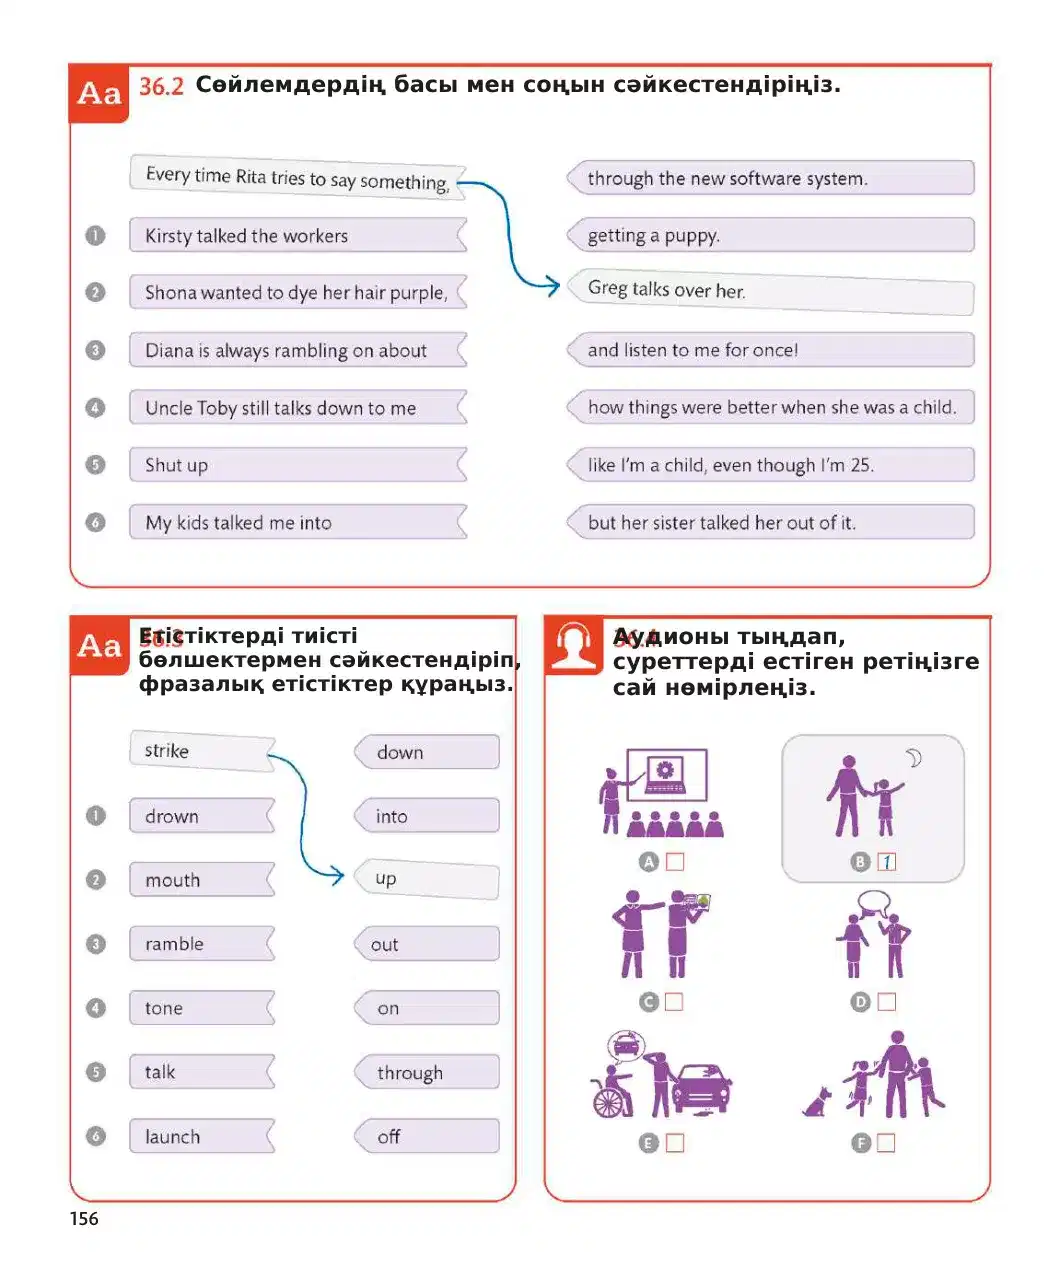 Aa 36.2 Сөйлемдердің басы мен соңын сәйкестендіріңіз.
Every time Rita tries to say something,
through the new software system.
1 Kirsty talked the workers
getting a puppy.
2 Shona wanted to dye her hair purple,
Greg talks over her.
3 Diana is always rambling on about
and listen to me for once!
4 Uncle Toby still talks down to me
how things were better when she was a child.
5 Shut up
like I'm a child, even though I'm 25.
6 My kids talked me into
but her sister talked her out of it.
Aa 36.3 Етістіктерді тиісті
бөлшектермен сәйкестендіріп,
фразалық етістіктер құраңыз.
strike
down
1 drown
into
2 mouth
up
3 ramble
out
4 tone
on
5 talk
through
6 launch
off
36.4 Аудионы тыңдап,
суреттерді естіген ретіңізге
сай нөмірлеңіз.
A
B 1
C
D
E
F
156